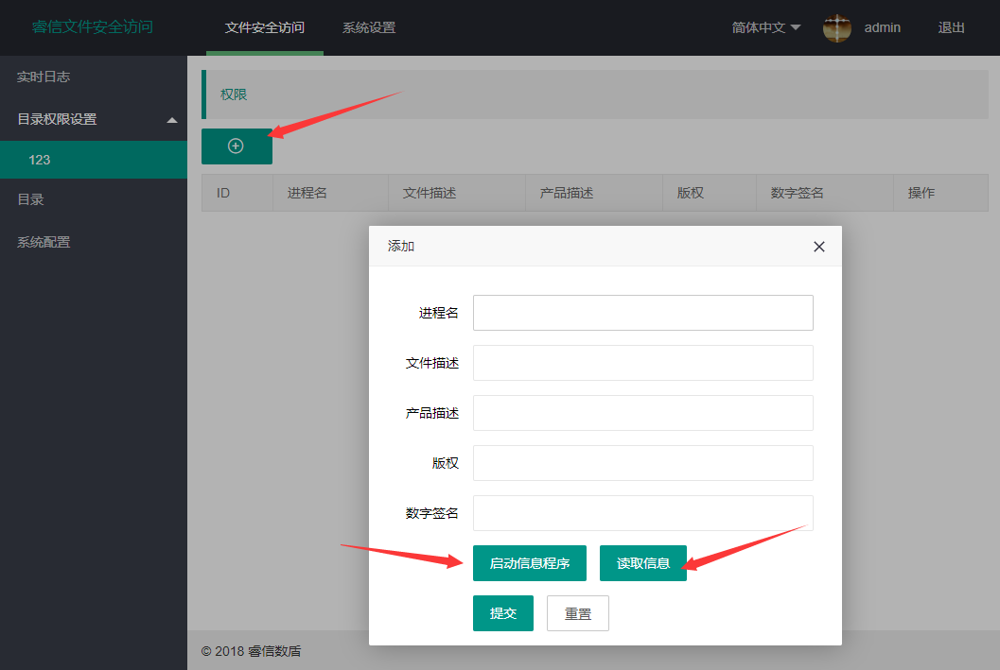 睿信文件安全访问 文件安全访问 系统设置 简体中文 admin 退出
实时日志
目录权限设置
123
目录
系统配置
权限
ID 进程名 文件描述 产品描述 版权 数字签名 操作
添加
进程名
文件描述
产品描述
版权
数字签名
启动信息程序 读取信息
提交 重置
© 2018 睿信数盾